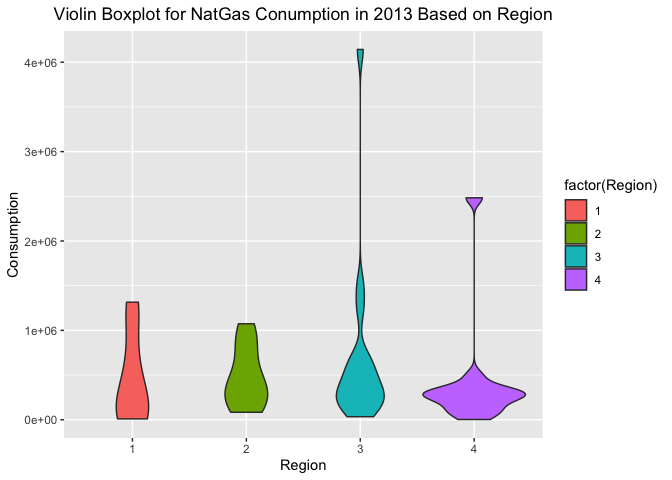 Violin Boxplot for NatGas Conumption in 2013 Based on Region
4e+06
3e+06
2e+06
1e+06
0e+00
Consumption
1 2 3 4
Region
factor(Region)
1
2
3
4